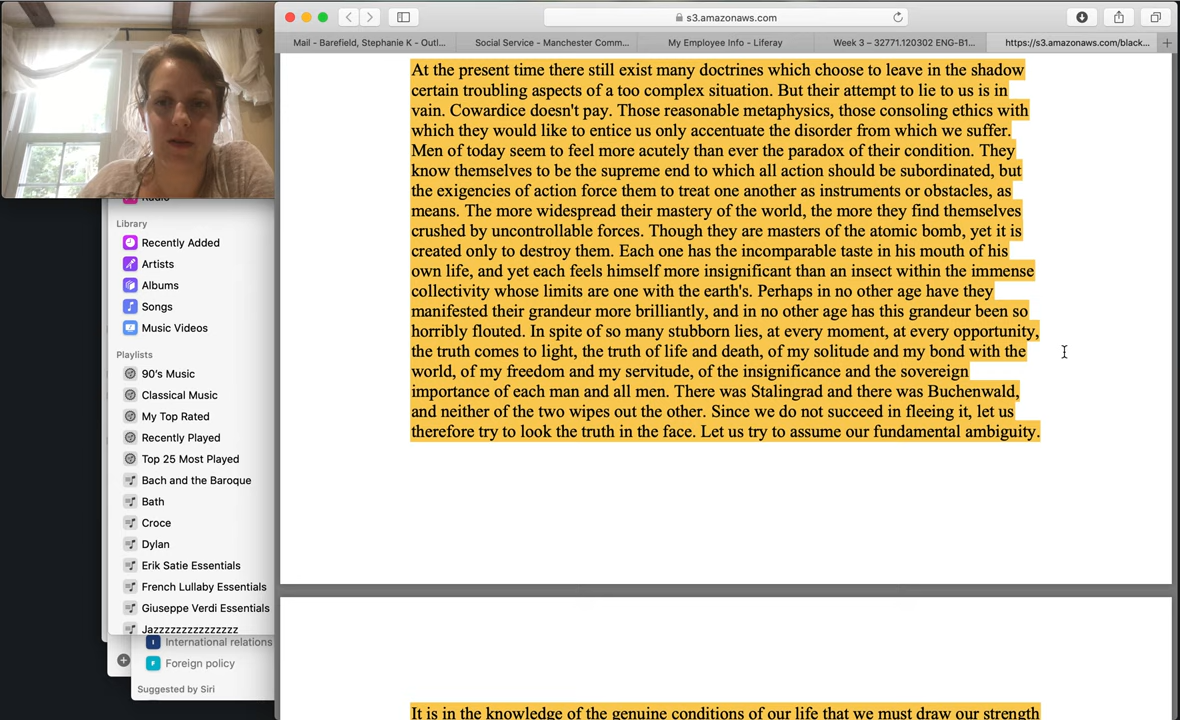 s3.amazonaws.com
Mail - Barefield, Stephanie K - Outl...
Social Service - Manchester Comm...
My Employee Info - Liferay
Week 3 – 32771.120302 ENG-B1...
https://s3.amazonaws.com/black...
At the present time there still exist many doctrines which choose to leave in the shadow
certain troubling aspects of a too complex situation. But their attempt to lie to us is in
vain. Cowardice doesn't pay. Those reasonable metaphysics, those consoling ethics with
which they would like to entice us only accentuate the disorder from which we suffer.
Men of today seem to feel more acutely than ever the paradox of their condition. They
know themselves to be the supreme end to which all action should be subordinated, but
the exigencies of action force them to treat one another as instruments or obstacles, as
means. The more widespread their mastery of the world, the more they find themselves
crushed by uncontrollable forces. Though they are masters of the atomic bomb, yet it is
created only to destroy them. Each one has the incomparable taste in his mouth of his
own life, and yet each feels himself more insignificant than an insect within the immense
collectivity whose limits are one with the earth's. Perhaps in no other age have they
manifested their grandeur more brilliantly, and in no other age has this grandeur been so
horribly flouted. In spite of so many stubborn lies, at every moment, at every opportunity,
the truth comes to light, the truth of life and death, of my solitude and my bond with the
world, of my freedom and my servitude, of the insignificance and the sovereign
importance of each man and all men. There was Stalingrad and there was Buchenwald,
and neither of the two wipes out the other. Since we do not succeed in fleeing it, let us
therefore try to look the truth in the face. Let us try to assume our fundamental ambiguity.
It is in the knowledge of the genuine conditions of our life that we must draw our strength
Radio
Library
Recently Added
Artists
Albums
Songs
Music Videos
Playlists
90's Music
Classical Music
My Top Rated
Recently Played
Top 25 Most Played
Bach and the Baroque
Bath
Croce
Dylan
Erik Satie Essentials
French Lullaby Essentials
Giuseppe Verdi Essentials
Jazzzzzzzzzzzzzzz
I International relations
F Foreign policy
Suggested by Siri